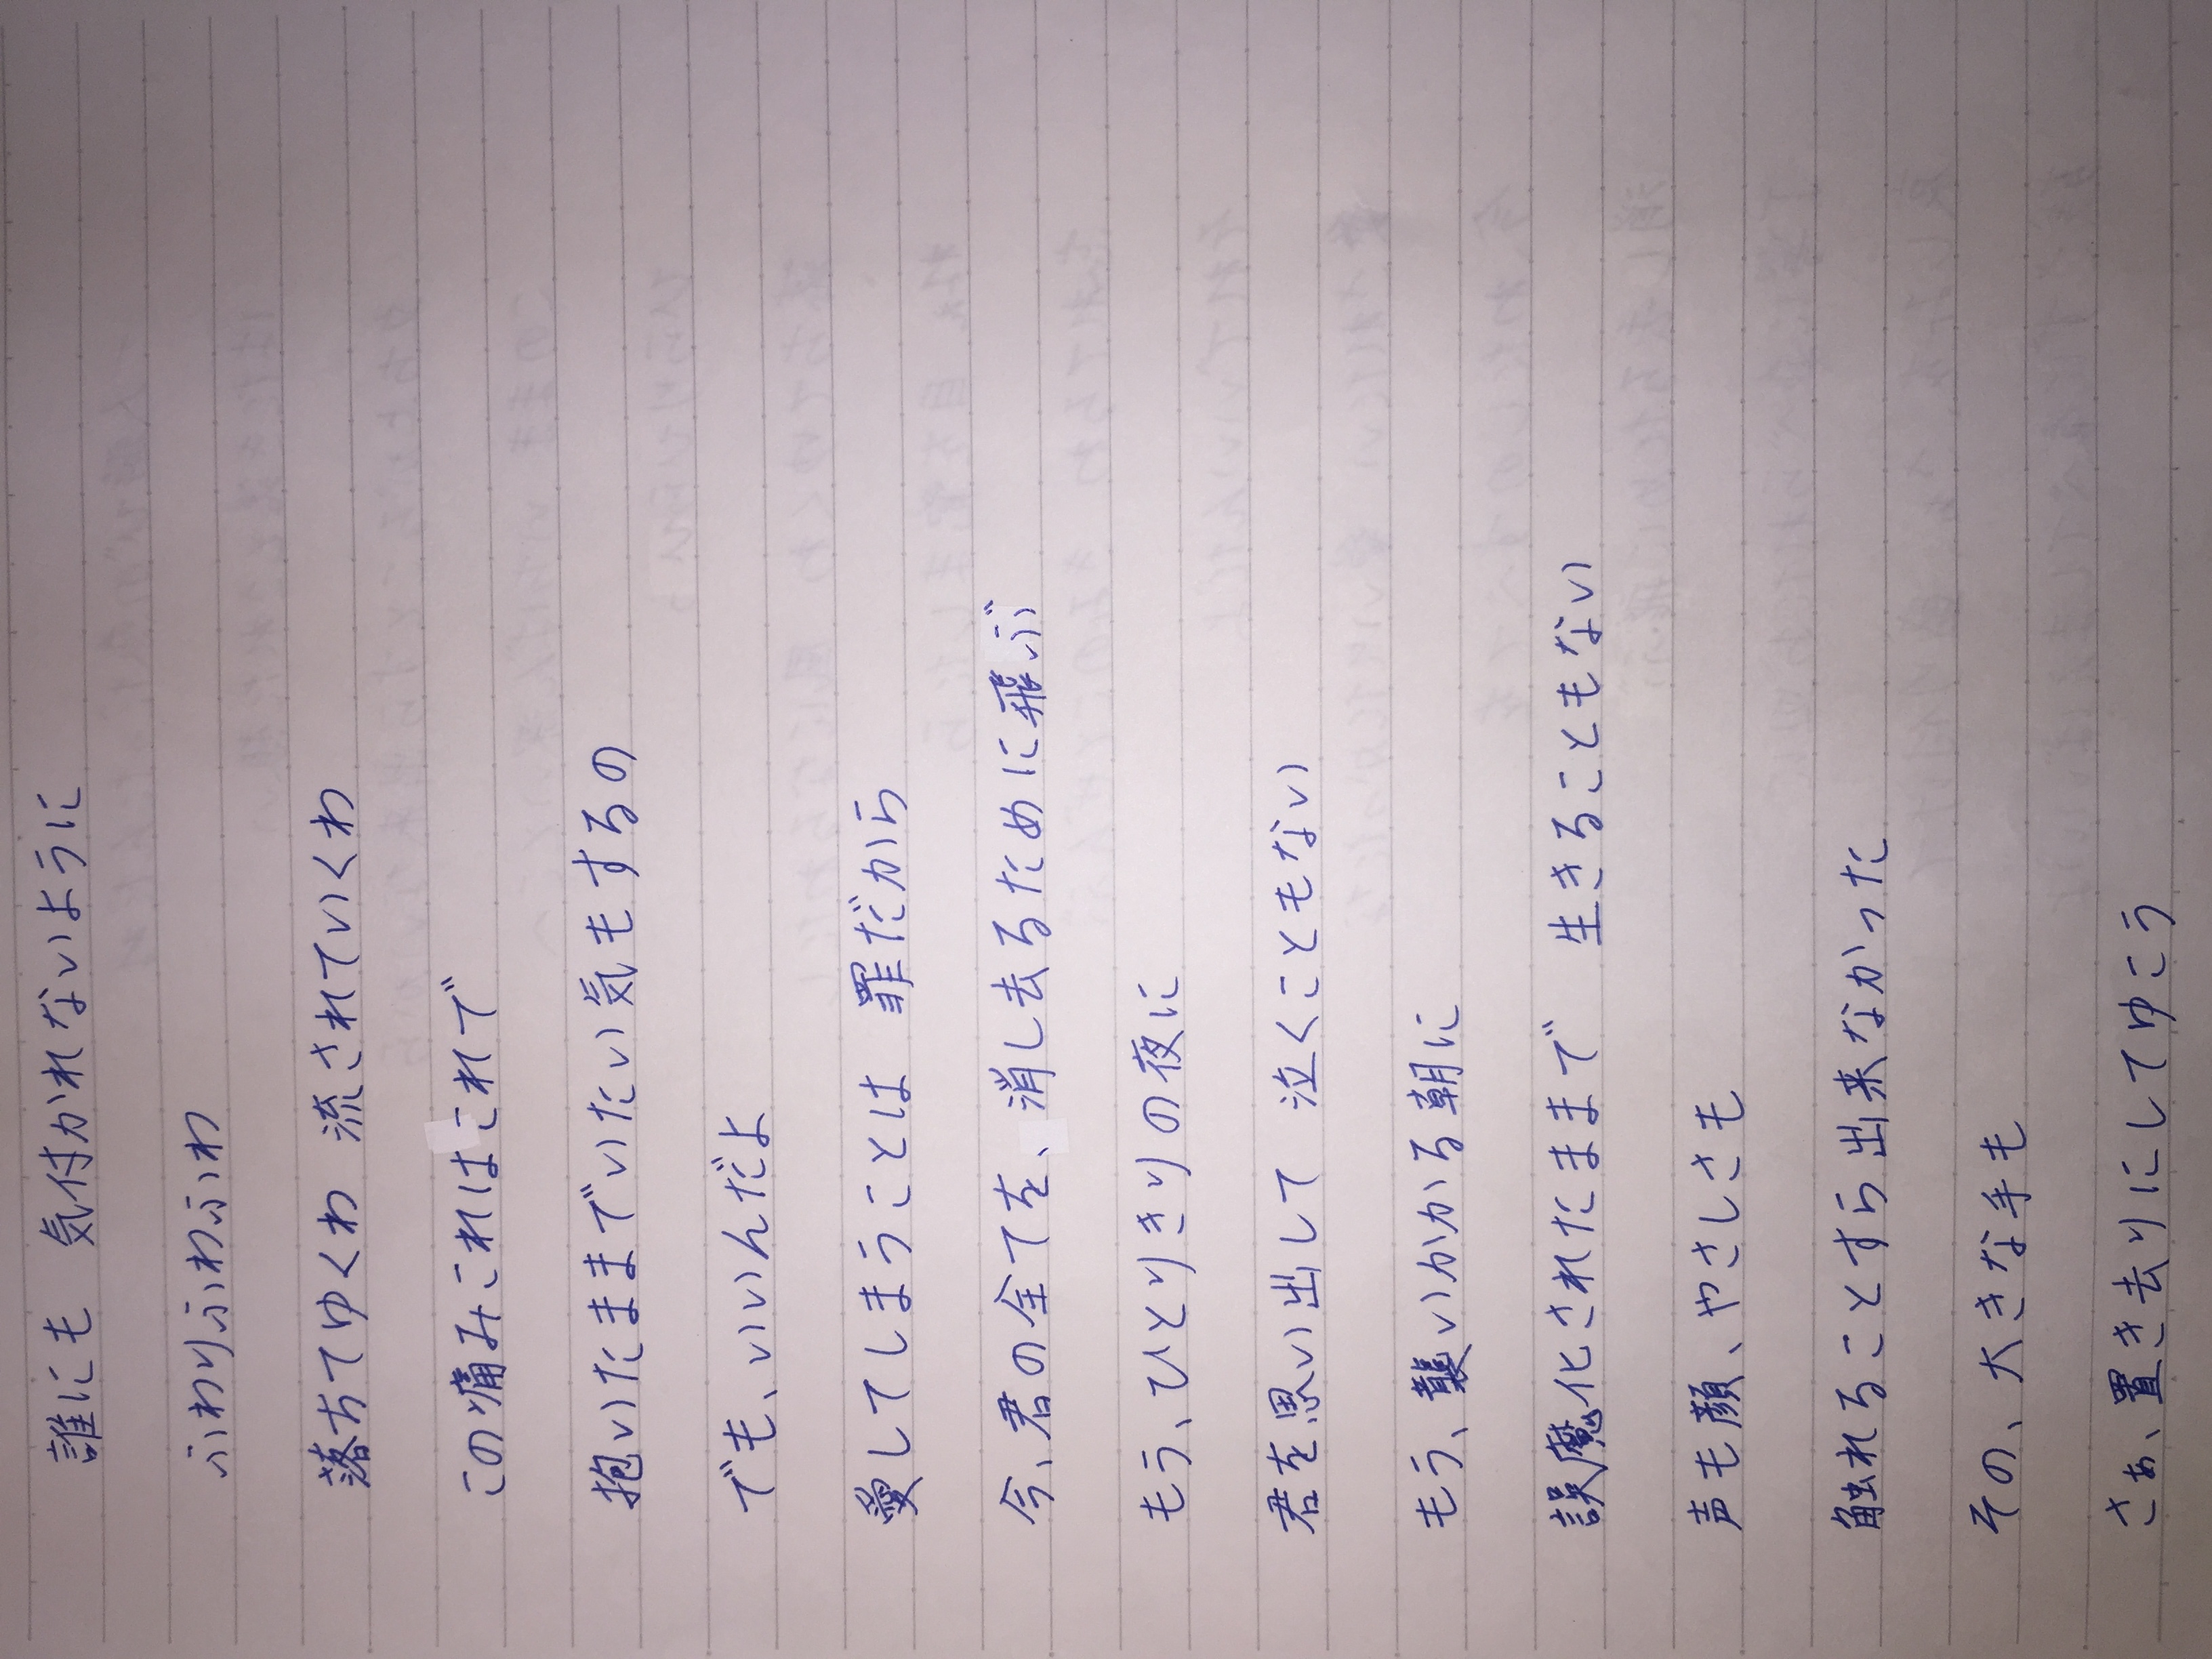 誰にも　気付かれないように
ふわりふわふわ
落ちてゆくわ　流されていくわ
この痛みこれはこれで
抱いたままでいたい気もするの
でも、いいんだよ
愛してしまうことは　罪だから
今、君の全てを、消し去るために飛ぶ
もう、ひとりきりの夜に
君を思い出して　泣くこともない
もう、襲いかかる朝に
誤魔化されたままで　生きることもない
声も顔、やさしさも
触れることすら出来なかった
その、大きな手も
さぁ、置き去りにしてゆこう